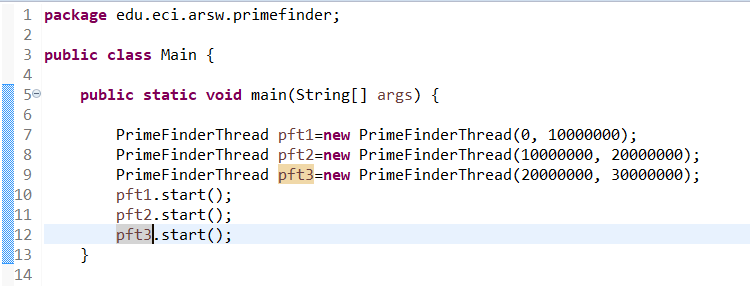 1 package edu.eci.arsw.primefinder;
2
3 public class Main {
4
5 public static void main(String[] args) {
6
7 PrimeFinderThread pft1=new PrimeFinderThread(0, 10000000);
8 PrimeFinderThread pft2=new PrimeFinderThread(10000000, 20000000);
9 PrimeFinderThread pft3=new PrimeFinderThread(20000000, 30000000);
10 pft1.start();
11 pft2.start();
12 pft3.start();
13 }
14